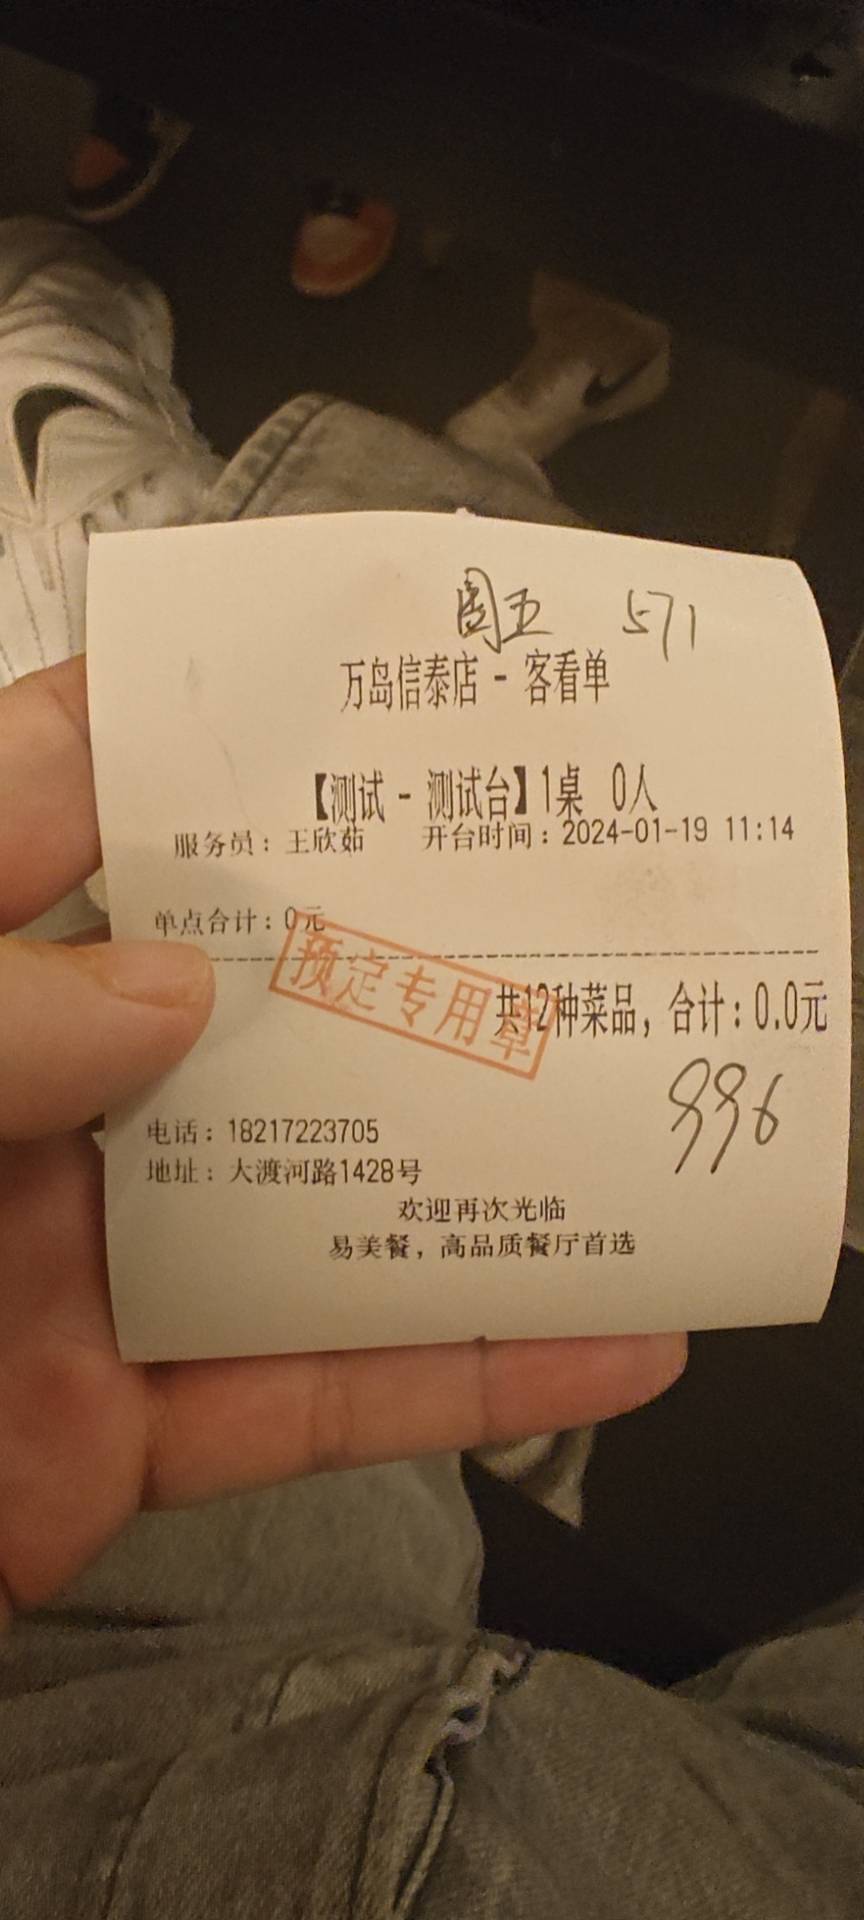 周五 571
万岛信泰店 - 客看单
【测试 - 测试台】1桌 0人
服务员：王欣茹 开台时间：2024-01-19 11:14
单点合计：0元
预定专用章
共12种菜品，合计：0.0元
996
电话：18217223705
地址：大渡河路1428号
欢迎再次光临
易美餐，高品质餐厅首选